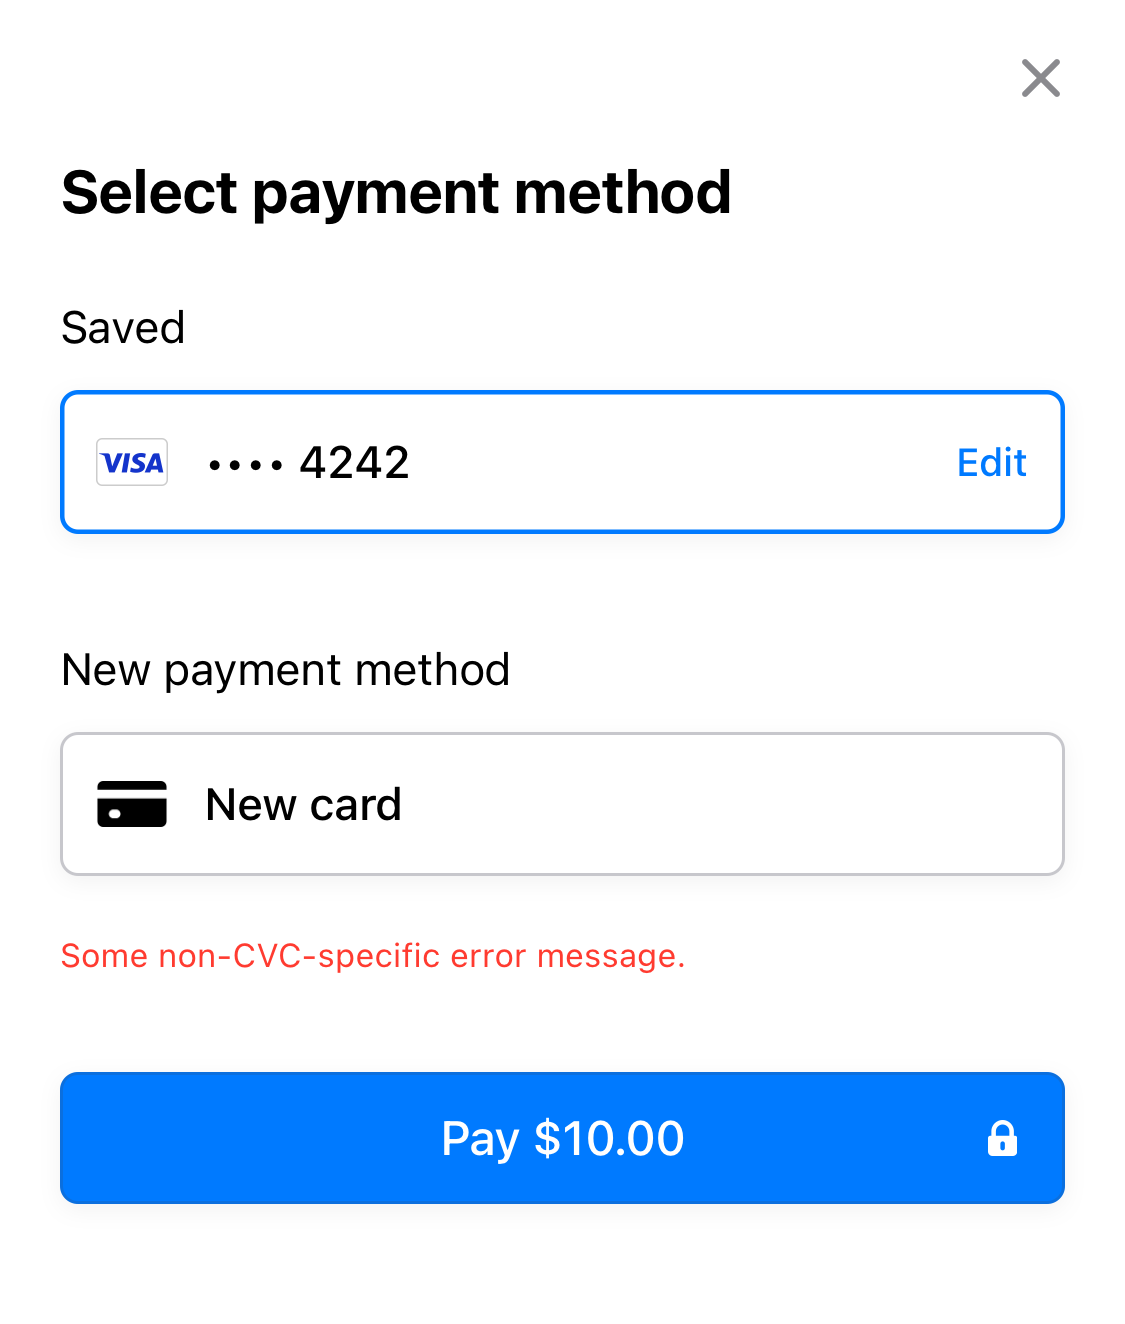 Select payment method
Saved
VISA •••• 4242 Edit
New payment method
New card
Some non-CVC-specific error message.
Pay $10.00